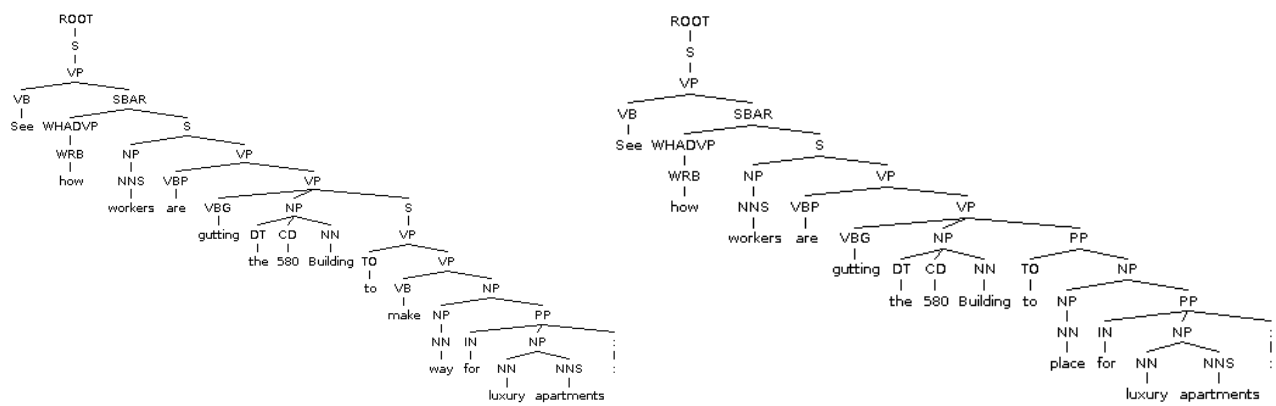 ROOT
S
VP
VB SBAR
See WHADVP S
WRB NP VP
how NNS VBP VP
workers are VBG NP S
gutting DT CD NN VP
the 580 Building TO VP
to VB NP
make NP PP
NN IN NP :
way for NN NNS :
luxury apartments
ROOT
S
VP
VB SBAR
See WHADVP S
WRB NP VP
how NNS VBP VP
workers are VBG NP PP
gutting DT CD NN TO NP
the 580 Building to NP PP
NN IN NP :
place for NN NNS :
luxury apartments